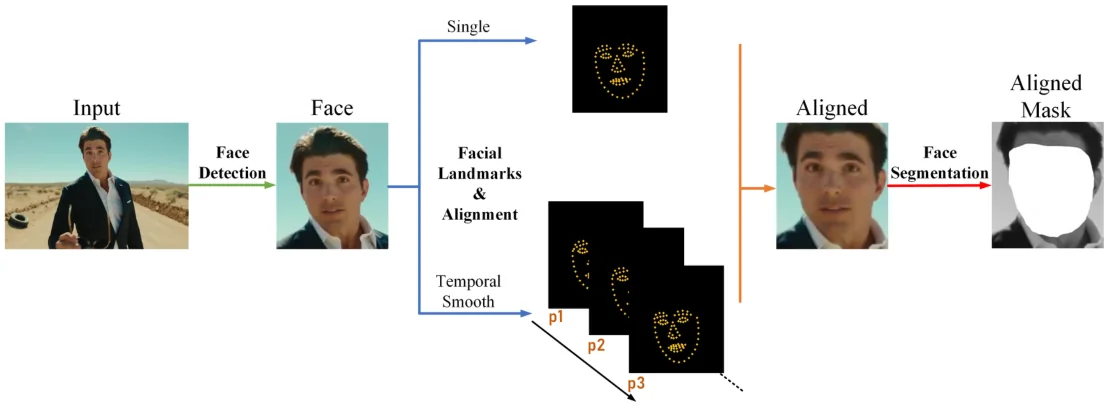 Input
Face
Detection
Face
Single
Facial
Landmarks
&
Alignment
Temporal
Smooth
p1
p2
p3
Aligned
Face
Segmentation
Aligned
Mask